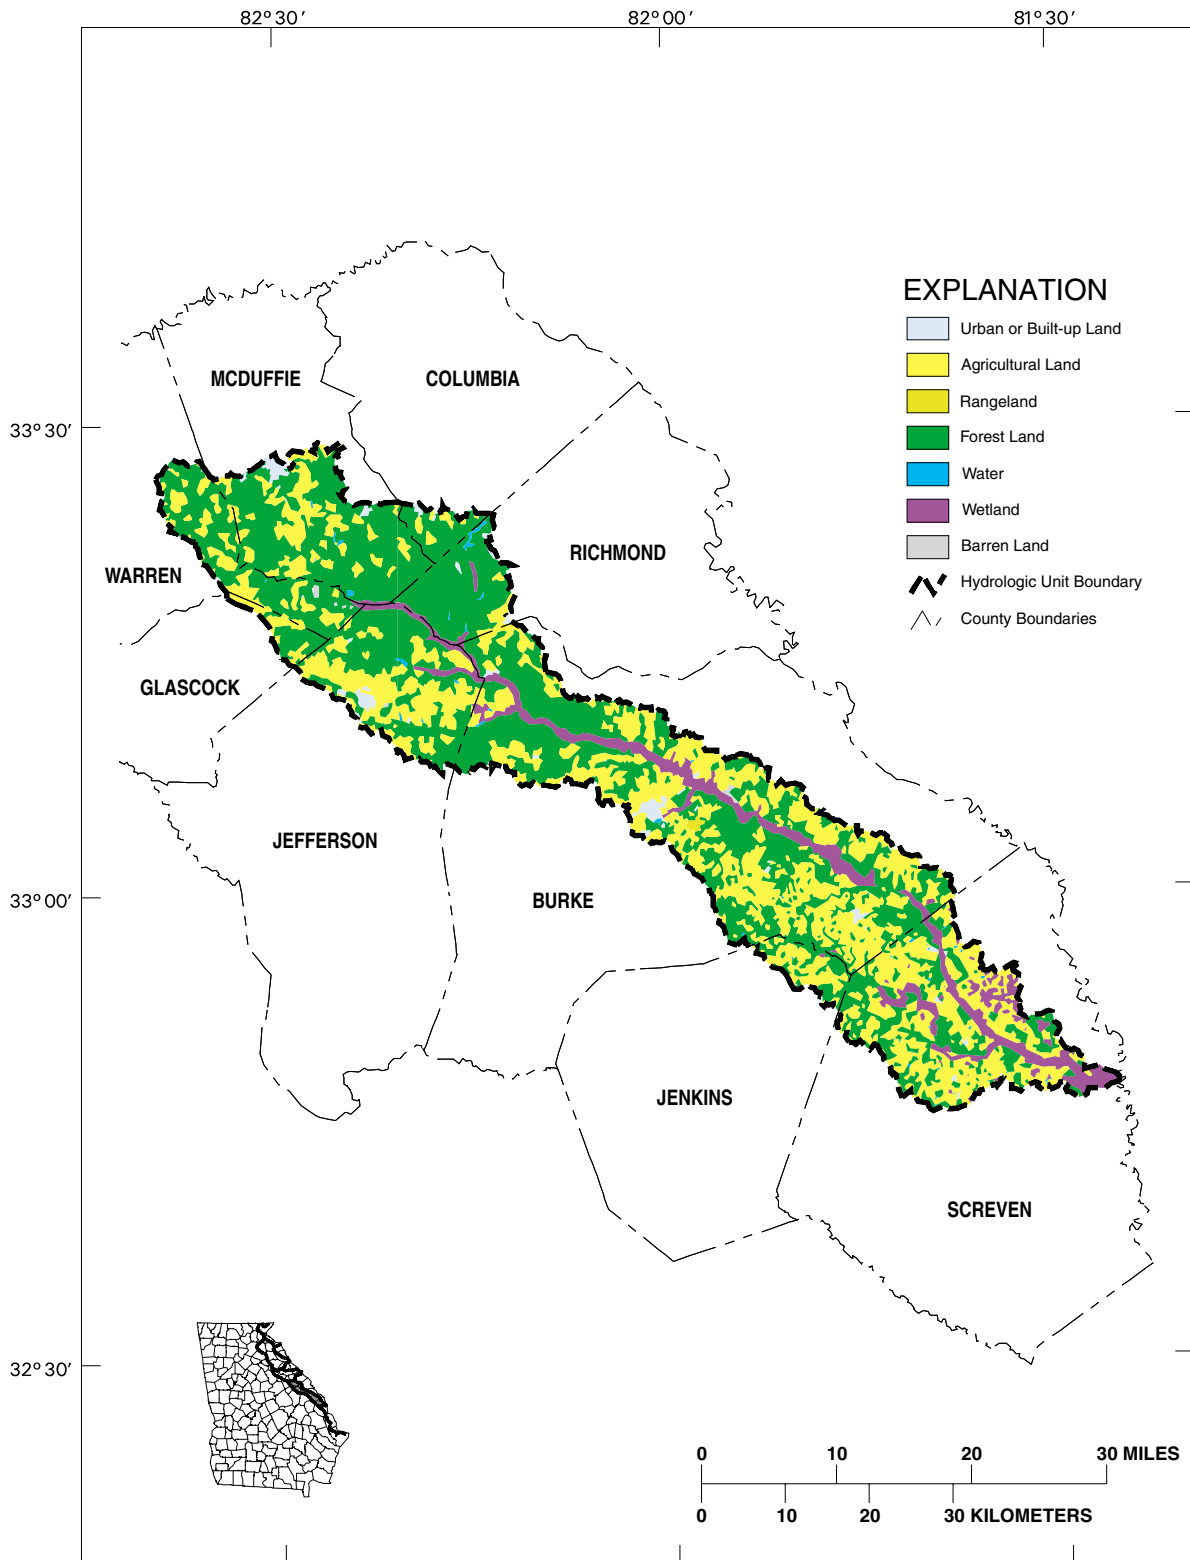 82°30′
82°00′
81°30′
EXPLANATION
Urban or Built-up Land
Agricultural Land
Rangeland
Forest Land
Water
Wetland
Barren Land
Hydrologic Unit Boundary
County Boundaries
MCDUFFIE
COLUMBIA
33°30′
RICHMOND
WARREN
GLASCOCK
JEFFERSON
BURKE
33°00′
JENKINS
SCREVEN
32°30′
0 10 20 30 MILES
0 10 20 30 KILOMETERS